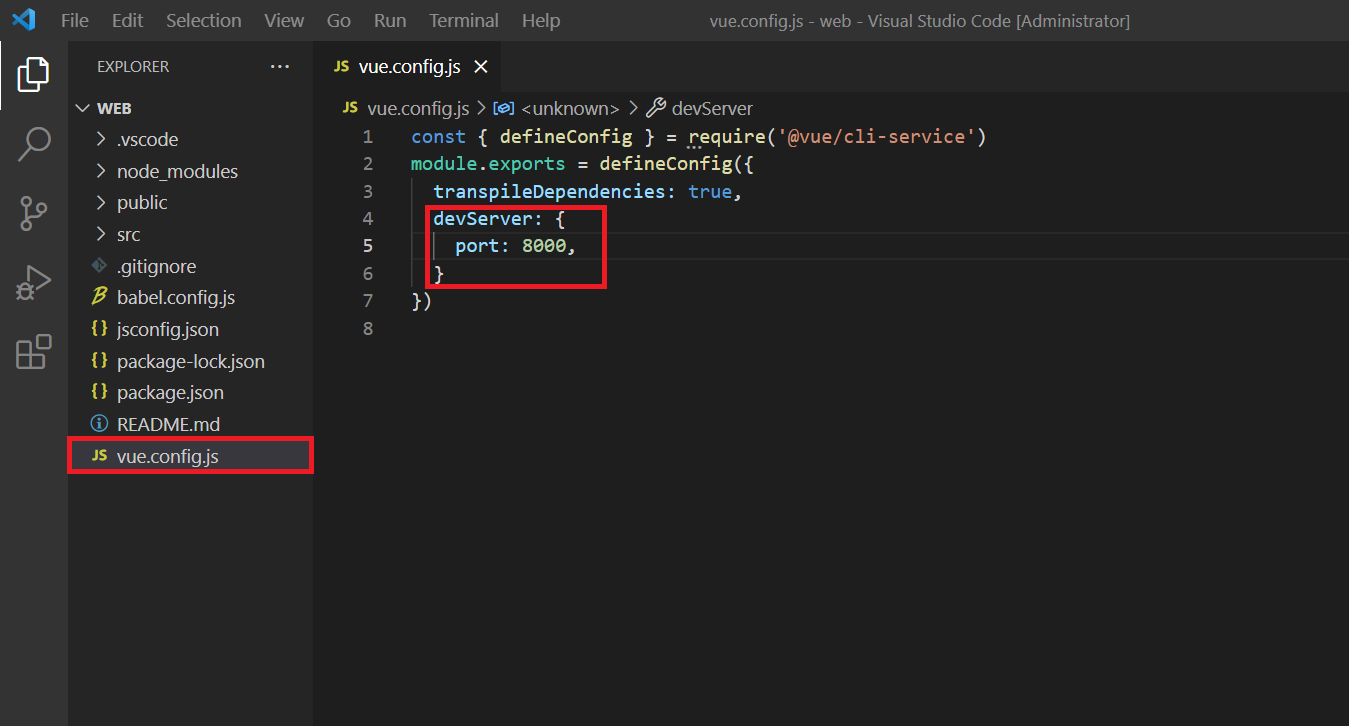 File Edit Selection View Go Run Terminal Help vue.config.js - web - Visual Studio Code [Administrator]
EXPLORER ...
WEB
.vscode
node_modules
public
src
.gitignore
babel.config.js
{} jsconfig.json
{} package-lock.json
{} package.json
README.md
JS vue.config.js
JS vue.config.js
JS vue.config.js > <unknown> > devServer
1 const { defineConfig } = require('@vue/cli-service')
2 module.exports = defineConfig({
3 transpileDependencies: true,
4 devServer: {
5 port: 8000,
6 }
7 })
8